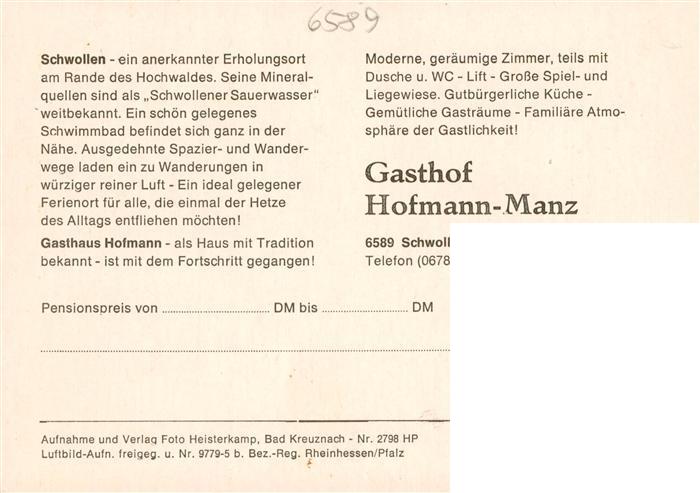 6589
Schwollen - ein anerkannter Erholungsort
am Rande des Hochwaldes. Seine Mineral-
quellen sind als „Schwollener Sauerwasser“
weitbekannt. Ein schön gelegenes
Schwimmbad befindet sich ganz in der
Nähe. Ausgedehnte Spazier- und Wander-
wege laden ein zu Wanderungen in
würziger reiner Luft - Ein ideal gelegener
Ferienort für alle, die einmal der Hetze
des Alltags entfliehen möchten!
Gasthaus Hofmann - als Haus mit Tradition
bekannt - ist mit dem Fortschritt gegangen!
Moderne, geräumige Zimmer, teils mit
Dusche u. WC - Lift - Große Spiel- und
Liegewiese. Gutbürgerliche Küche -
Gemütliche Gasträume - Familiäre Atmo-
sphäre der Gastlichkeit!
Gasthof
Hofmann-Manz
6589 Schwoll
Telefon (0678
Pensionspreis von ........................ DM bis ........................ DM
Aufnahme und Verlag Foto Heisterkamp, Bad Kreuznach - Nr. 2798 HP
Luftbild-Aufn. freigeg. u. Nr. 9779-5 b. Bez.-Reg. Rheinhessen/Pfalz